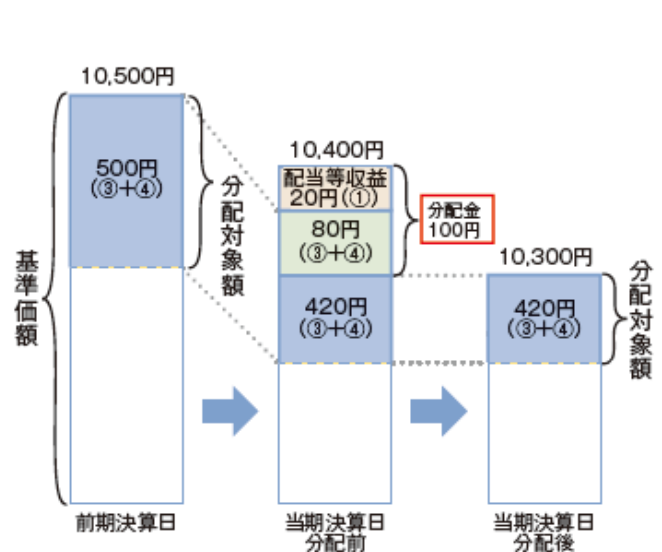 10,500円
500円
(③+④)
分配対象額
基準価額
前期決算日
10,400円
配当等収益
20円(①)
80円
(③+④)
420円
(③+④)
分配金
100円
当期決算日
分配前
10,300円
420円
(③+④)
分配対象額
当期決算日
分配後